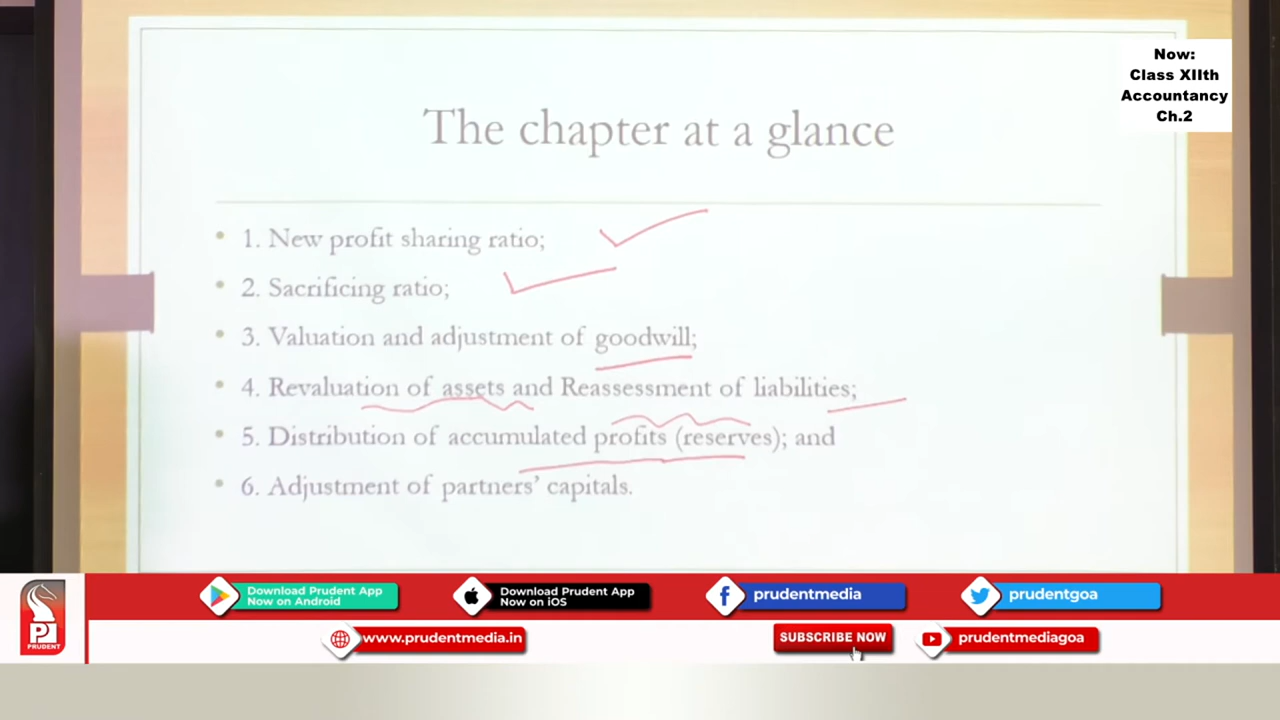 Now:
Class XIIth
Accountancy
Ch.2
The chapter at a glance
• 1. New profit sharing ratio;
• 2. Sacrificing ratio;
• 3. Valuation and adjustment of goodwill;
• 4. Revaluation of assets and Reassessment of liabilities;
• 5. Distribution of accumulated profits (reserves); and
• 6. Adjustment of partners’ capitals.
PRUDENT
Download Prudent App
Now on Android
Download Prudent App
Now on iOS
prudentmedia
prudentgoa
www.prudentmedia.in
SUBSCRIBE NOW
prudentmediagoa